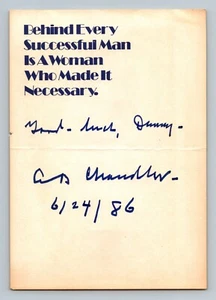 Behind Every
Successful Man
Is A Woman
Who Made It
Necessary.
Good luck, Danny-
A B Chandler-
6/24/86